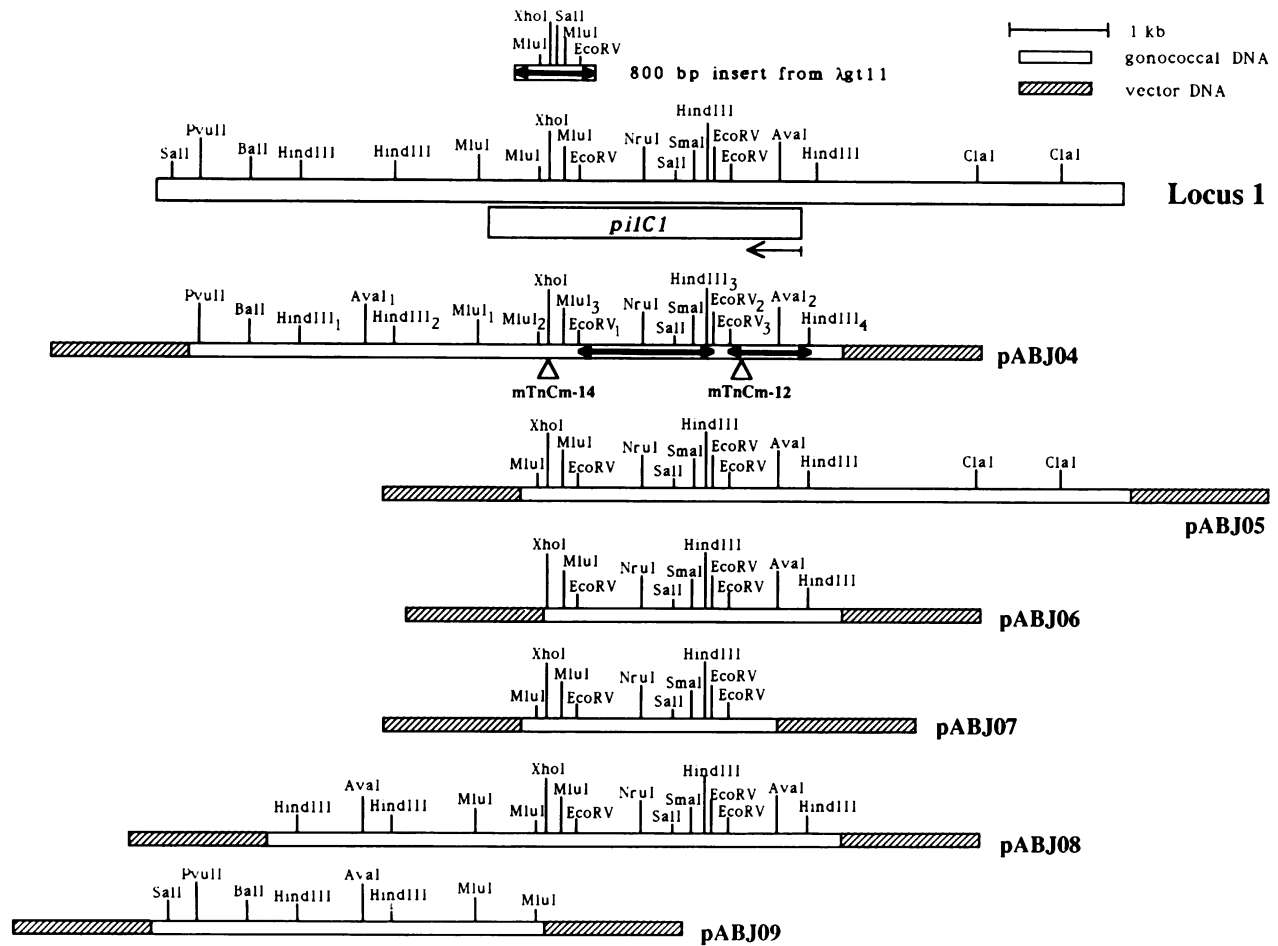 XhoI SalI
MluI MluI
EcoRV
800 bp insert from λgt11
1 kb
gonococcal DNA
vector DNA
SalI PvuII BalI HindIII HindIII MluI MluI XhoI MluI EcoRV NruI SalI SmaI HindIII EcoRV EcoRV AvaI HindIII ClaI ClaI
Locus 1
pilC1
PvuII BalI HindIII1 AvaI1 HindIII2 MluI1 MluI2 XhoI MluI3 EcoRV1 NruI SalI SmaI HindIII3 EcoRV2 EcoRV3 AvaI2 HindIII4
pABJ04
mTnCm-14 mTnCm-12
MluI XhoI MluI EcoRV NruI SalI SmaI HindIII EcoRV EcoRV AvaI HindIII ClaI ClaI
pABJ05
XhoI MluI EcoRV NruI SalI SmaI HindIII EcoRV EcoRV AvaI HindIII
pABJ06
MluI XhoI MluI EcoRV NruI SalI SmaI HindIII EcoRV EcoRV
pABJ07
HindIII AvaI HindIII MluI MluI XhoI MluI EcoRV NruI SalI SmaI HindIII EcoRV EcoRV AvaI HindIII
pABJ08
SalI PvuII BalI HindIII AvaI HindIII MluI MluI
pABJ09